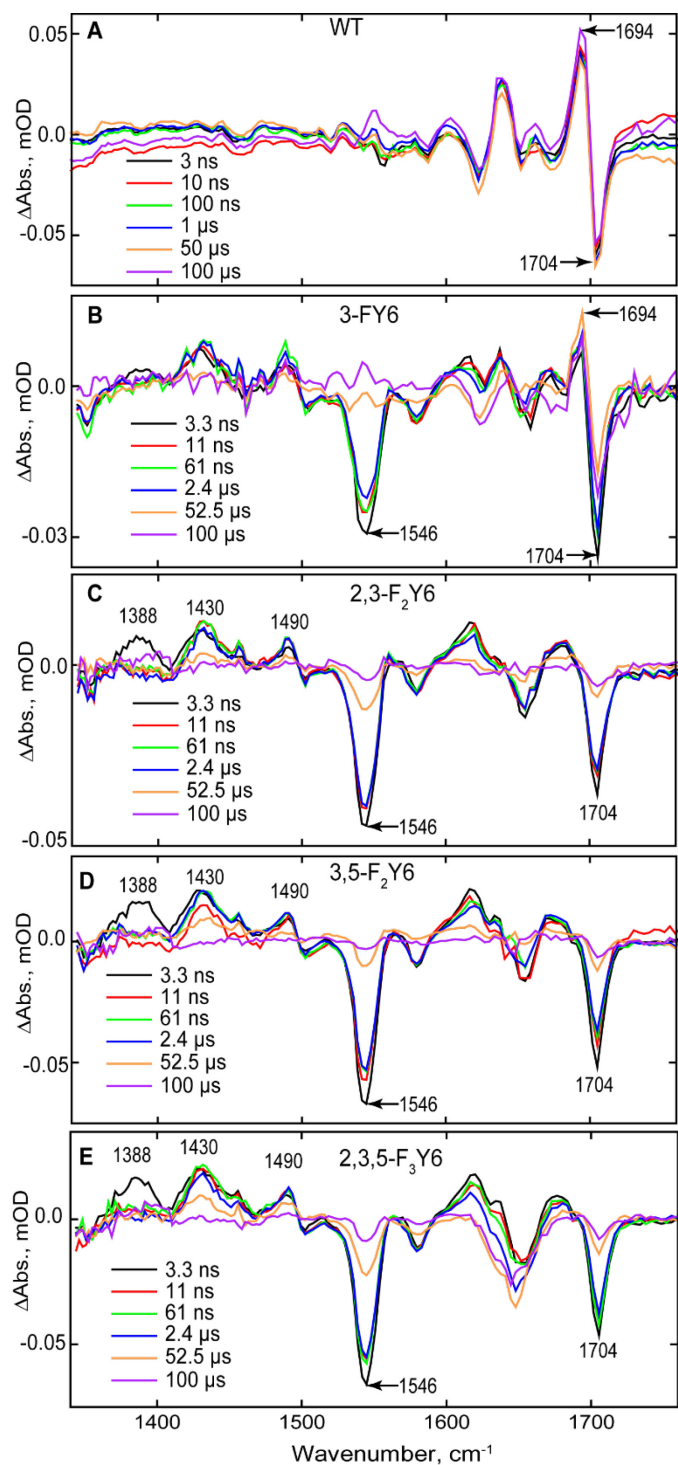 A
WT
1694
0.05
0.0
-0.05
ΔAbs., mOD
3 ns
10 ns
100 ns
1 µs
50 µs
100 µs
1704
B
3-FY6
1694
0.0
-0.03
ΔAbs., mOD
3.3 ns
11 ns
61 ns
2.4 µs
52.5 µs
100 µs
1546
1704
C
2,3-F₂Y6
1388
1430
1490
0.0
-0.05
ΔAbs., mOD
3.3 ns
11 ns
61 ns
2.4 µs
52.5 µs
100 µs
1546
1704
D
3,5-F₂Y6
1388
1430
1490
0.0
-0.05
ΔAbs., mOD
3.3 ns
11 ns
61 ns
2.4 µs
52.5 µs
100 µs
1546
1704
E
2,3,5-F₃Y6
1388
1430
1490
0.0
-0.05
ΔAbs., mOD
3.3 ns
11 ns
61 ns
2.4 µs
52.5 µs
100 µs
1546
1704
1400
1500
1600
1700
Wavenumber, cm⁻¹